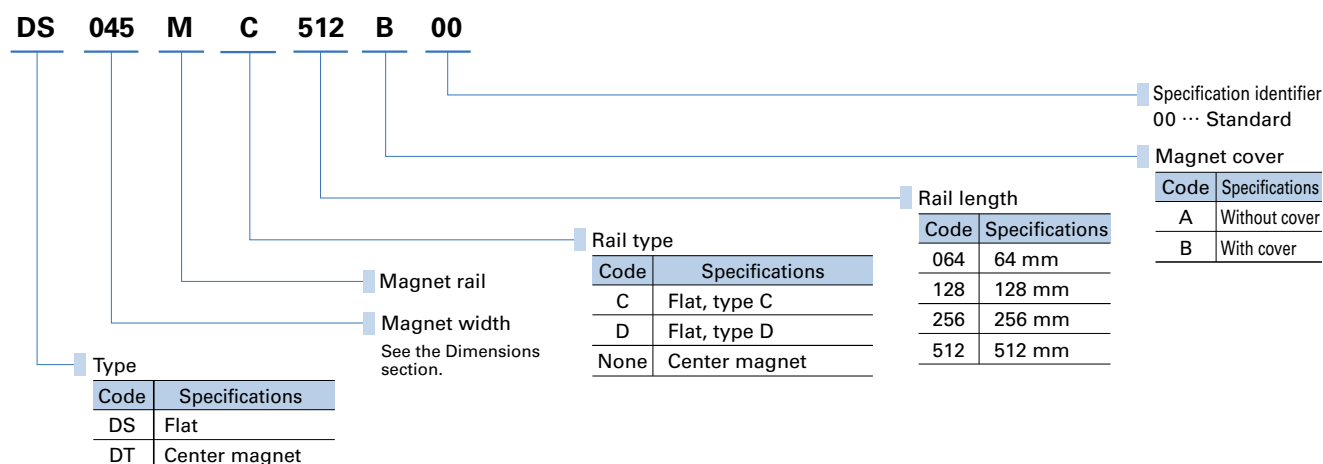 DS 045 M C 512 B 00
Specification identifier
00 ··· Standard
Magnet cover
Code Specifications
A Without cover
B With cover
Rail length
Code Specifications
064 64 mm
128 128 mm
256 256 mm
512 512 mm
Rail type
Code Specifications
C Flat, type C
D Flat, type D
None Center magnet
Magnet rail
Magnet width
See the Dimensions
section.
Type
Code Specifications
DS Flat
DT Center magnet